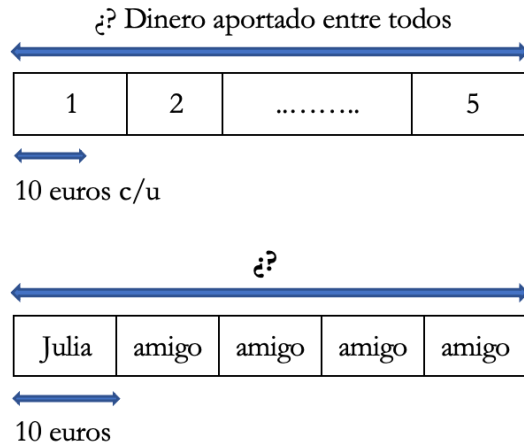 ¿? Dinero aportado entre todos
1 2 ..……. 5
10 euros c/u
¿?
Julia amigo amigo amigo amigo
10 euros